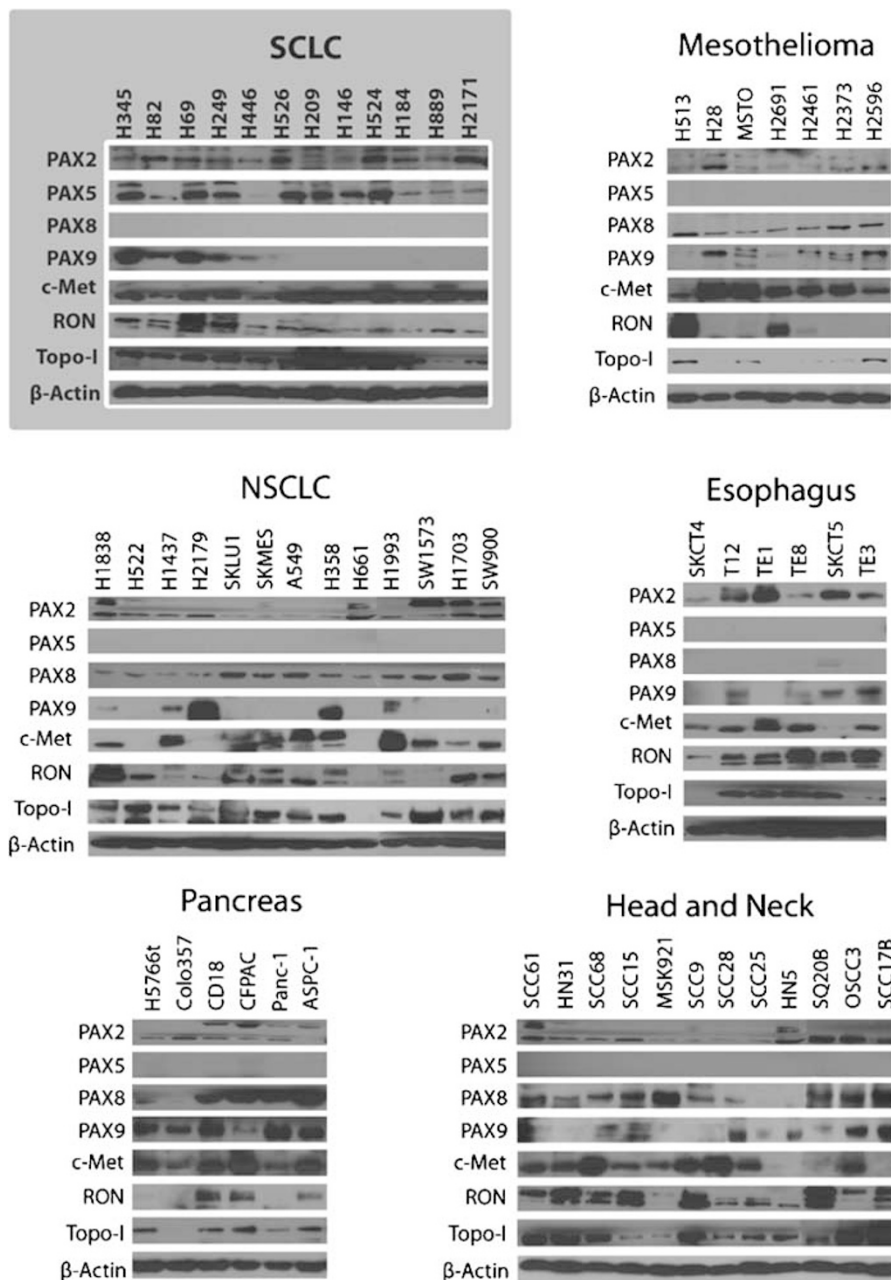 SCLC
H345 H82 H69 H249 H446 H526 H209 H146 H524 H184 H889 H2171
PAX2
PAX5
PAX8
PAX9
c-Met
RON
Topo-I
β-Actin
Mesothelioma
H513 H28 MSTO H2691 H2461 H2373 H2596
PAX2
PAX5
PAX8
PAX9
c-Met
RON
Topo-I
β-Actin
NSCLC
H1838 H522 H1437 H2179 SKLU1 SKMES A549 H358 H661 H1993 SW1573 H1703 SW900
PAX2
PAX5
PAX8
PAX9
c-Met
RON
Topo-I
β-Actin
Esophagus
SKCT4 T12 TE1 TE8 SKCT5 TE3
PAX2
PAX5
PAX8
PAX9
c-Met
RON
Topo-I
β-Actin
Pancreas
H5766t Colo357 CD18 CFPAC Panc-1 ASPC-1
PAX2
PAX5
PAX8
PAX9
c-Met
RON
Topo-I
β-Actin
Head and Neck
SCC61 HN31 SCC68 SCC15 MSK921 SCC9 SCC28 SCC25 HN5 SQ20B OSCC3 SCC17B
PAX2
PAX5
PAX8
PAX9
c-Met
RON
Topo-I
β-Actin